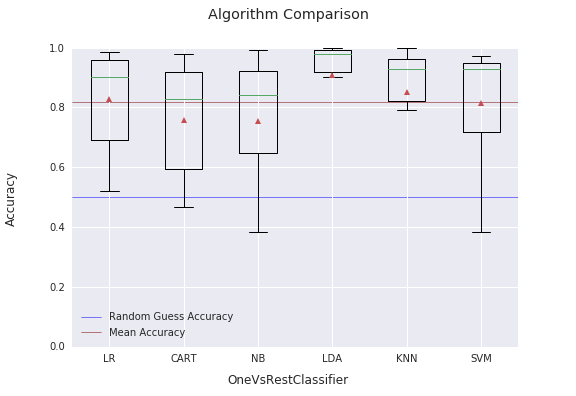 Algorithm Comparison
1.0
0.8
0.6
0.4
0.2
0.0
Accuracy
Random Guess Accuracy
Mean Accuracy
LR CART NB LDA KNN SVM
OneVsRestClassifier